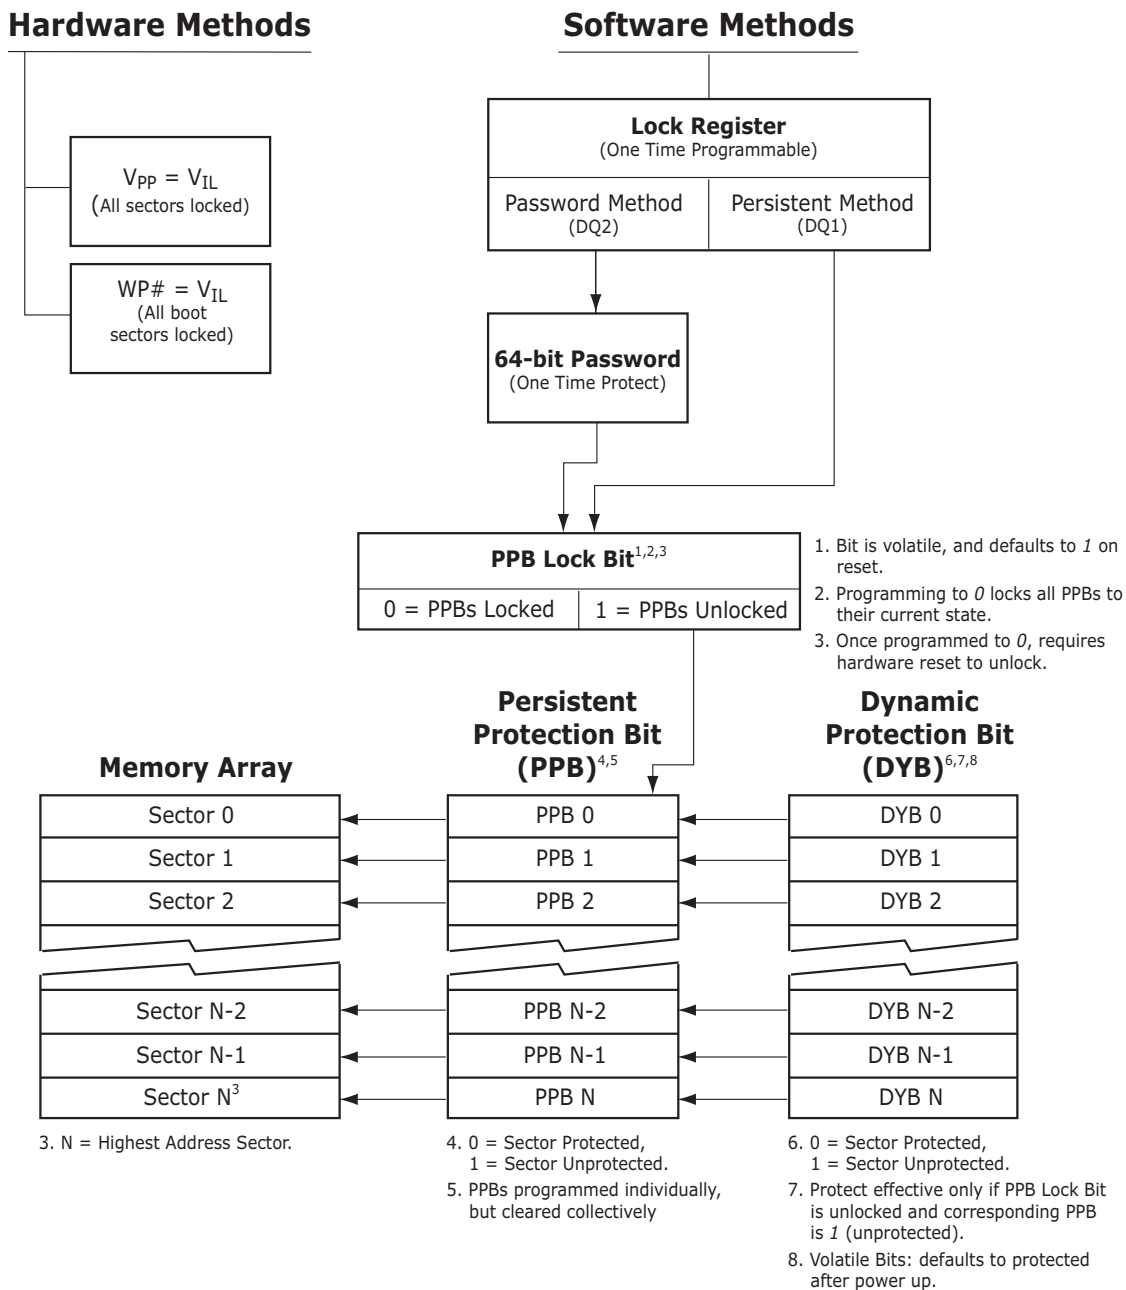 Hardware Methods
Software Methods
VPP = VIL
(All sectors locked)
WP# = VIL
(All boot
sectors locked)
Lock Register
(One Time Programmable)
Password Method
(DQ2)
Persistent Method
(DQ1)
64-bit Password
(One Time Protect)
PPB Lock Bit1,2,3
0 = PPBs Locked
1 = PPBs Unlocked
1. Bit is volatile, and defaults to 1 on
reset.
2. Programming to 0 locks all PPBs to
their current state.
3. Once programmed to 0, requires
hardware reset to unlock.
Memory Array
Persistent
Protection Bit
(PPB)4,5
Dynamic
Protection Bit
(DYB)6,7,8
Sector 0
PPB 0
DYB 0
Sector 1
PPB 1
DYB 1
Sector 2
PPB 2
DYB 2
Sector N-2
PPB N-2
DYB N-2
Sector N-1
PPB N-1
DYB N-1
Sector N3
PPB N
DYB N
3. N = Highest Address Sector.
4. 0 = Sector Protected,
1 = Sector Unprotected.
5. PPBs programmed individually,
but cleared collectively
6. 0 = Sector Protected,
1 = Sector Unprotected.
7. Protect effective only if PPB Lock Bit
is unlocked and corresponding PPB
is 1 (unprotected).
8. Volatile Bits: defaults to protected
after power up.